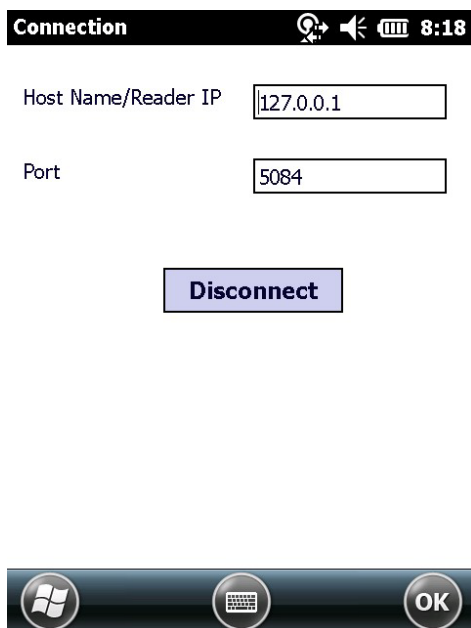 Connection 8:18
Host Name/Reader IP 127.0.0.1
Port 5084
Disconnect
OK